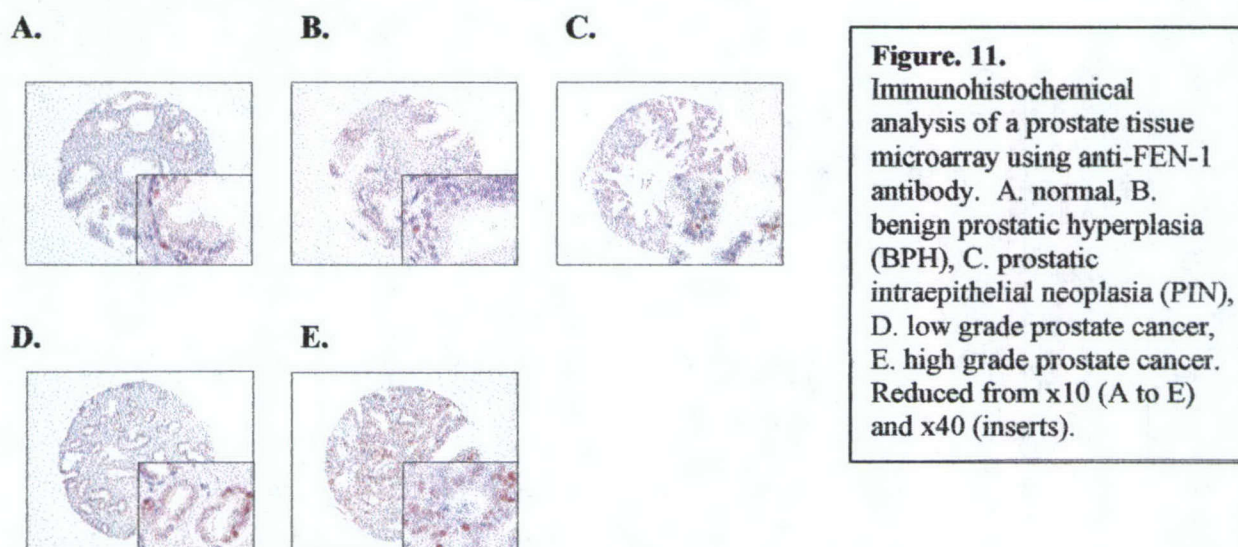 A.
B.
C.
D.
E.
Figure. 11.
Immunohistochemical
analysis of a prostate tissue
microarray using anti-FEN-1
antibody. A. normal, B.
benign prostatic hyperplasia
(BPH), C. prostatic
intraepithelial neoplasia (PIN),
D. low grade prostate cancer,
E. high grade prostate cancer.
Reduced from x10 (A to E)
and x40 (inserts).